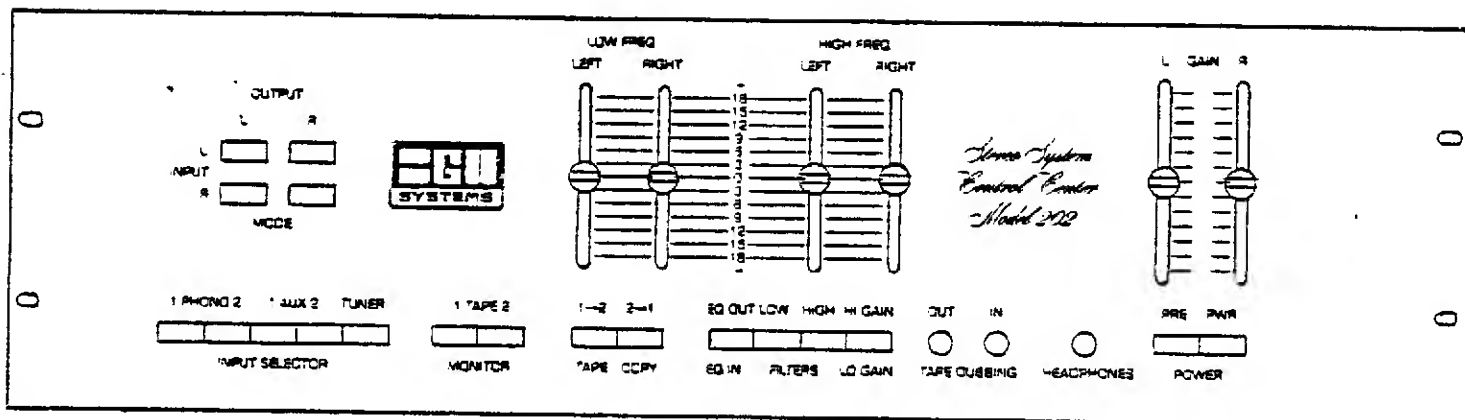 LOW FREQ
HIGH FREQ
LEFT RIGHT
LEFT RIGHT
L GAIN R
OUTPUT
L R
L
INPUT
R
MODE
SYSTEMS
Stereo System
Control Center
Model 202
1 PHONO 2 1 AUX 2 TUNER
INPUT SELECTOR
1 TAPE 2
MONITOR
1→2 2→1
TAPE COPY
EQ OUT LOW HIGH HI GAIN
EQ IN FILTERS LO GAIN
OUT IN
TAPE DUBBING
HEADPHONES
PRE PWR
POWER